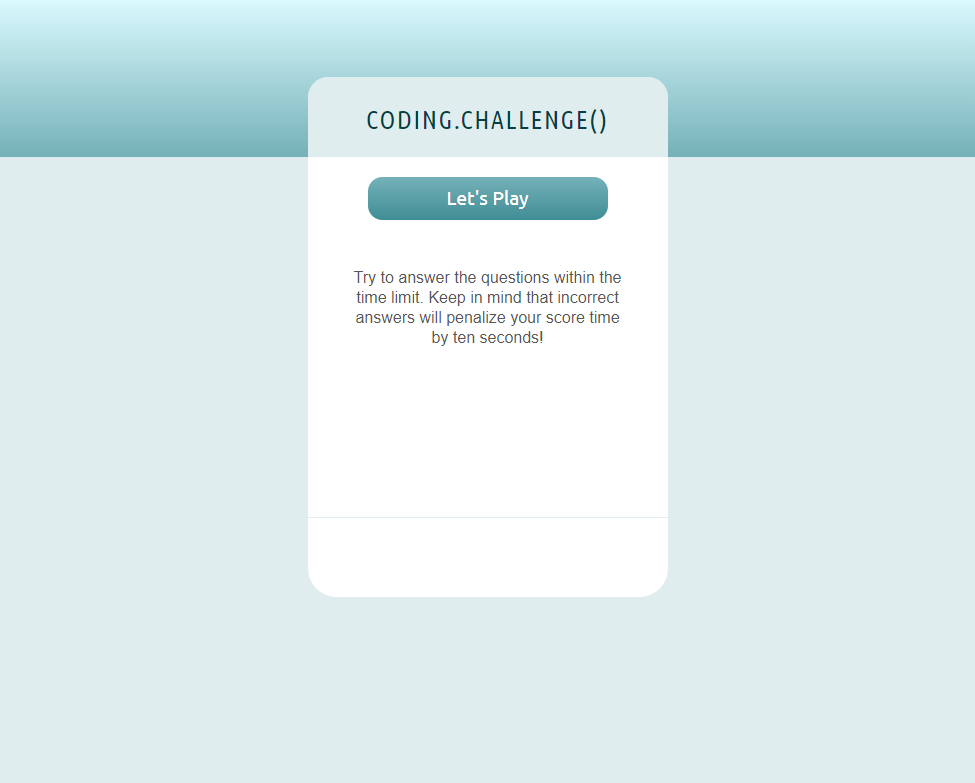 CODING.CHALLENGE()
Let's Play
Try to answer the questions within the
time limit. Keep in mind that incorrect
answers will penalize your score time
by ten seconds!